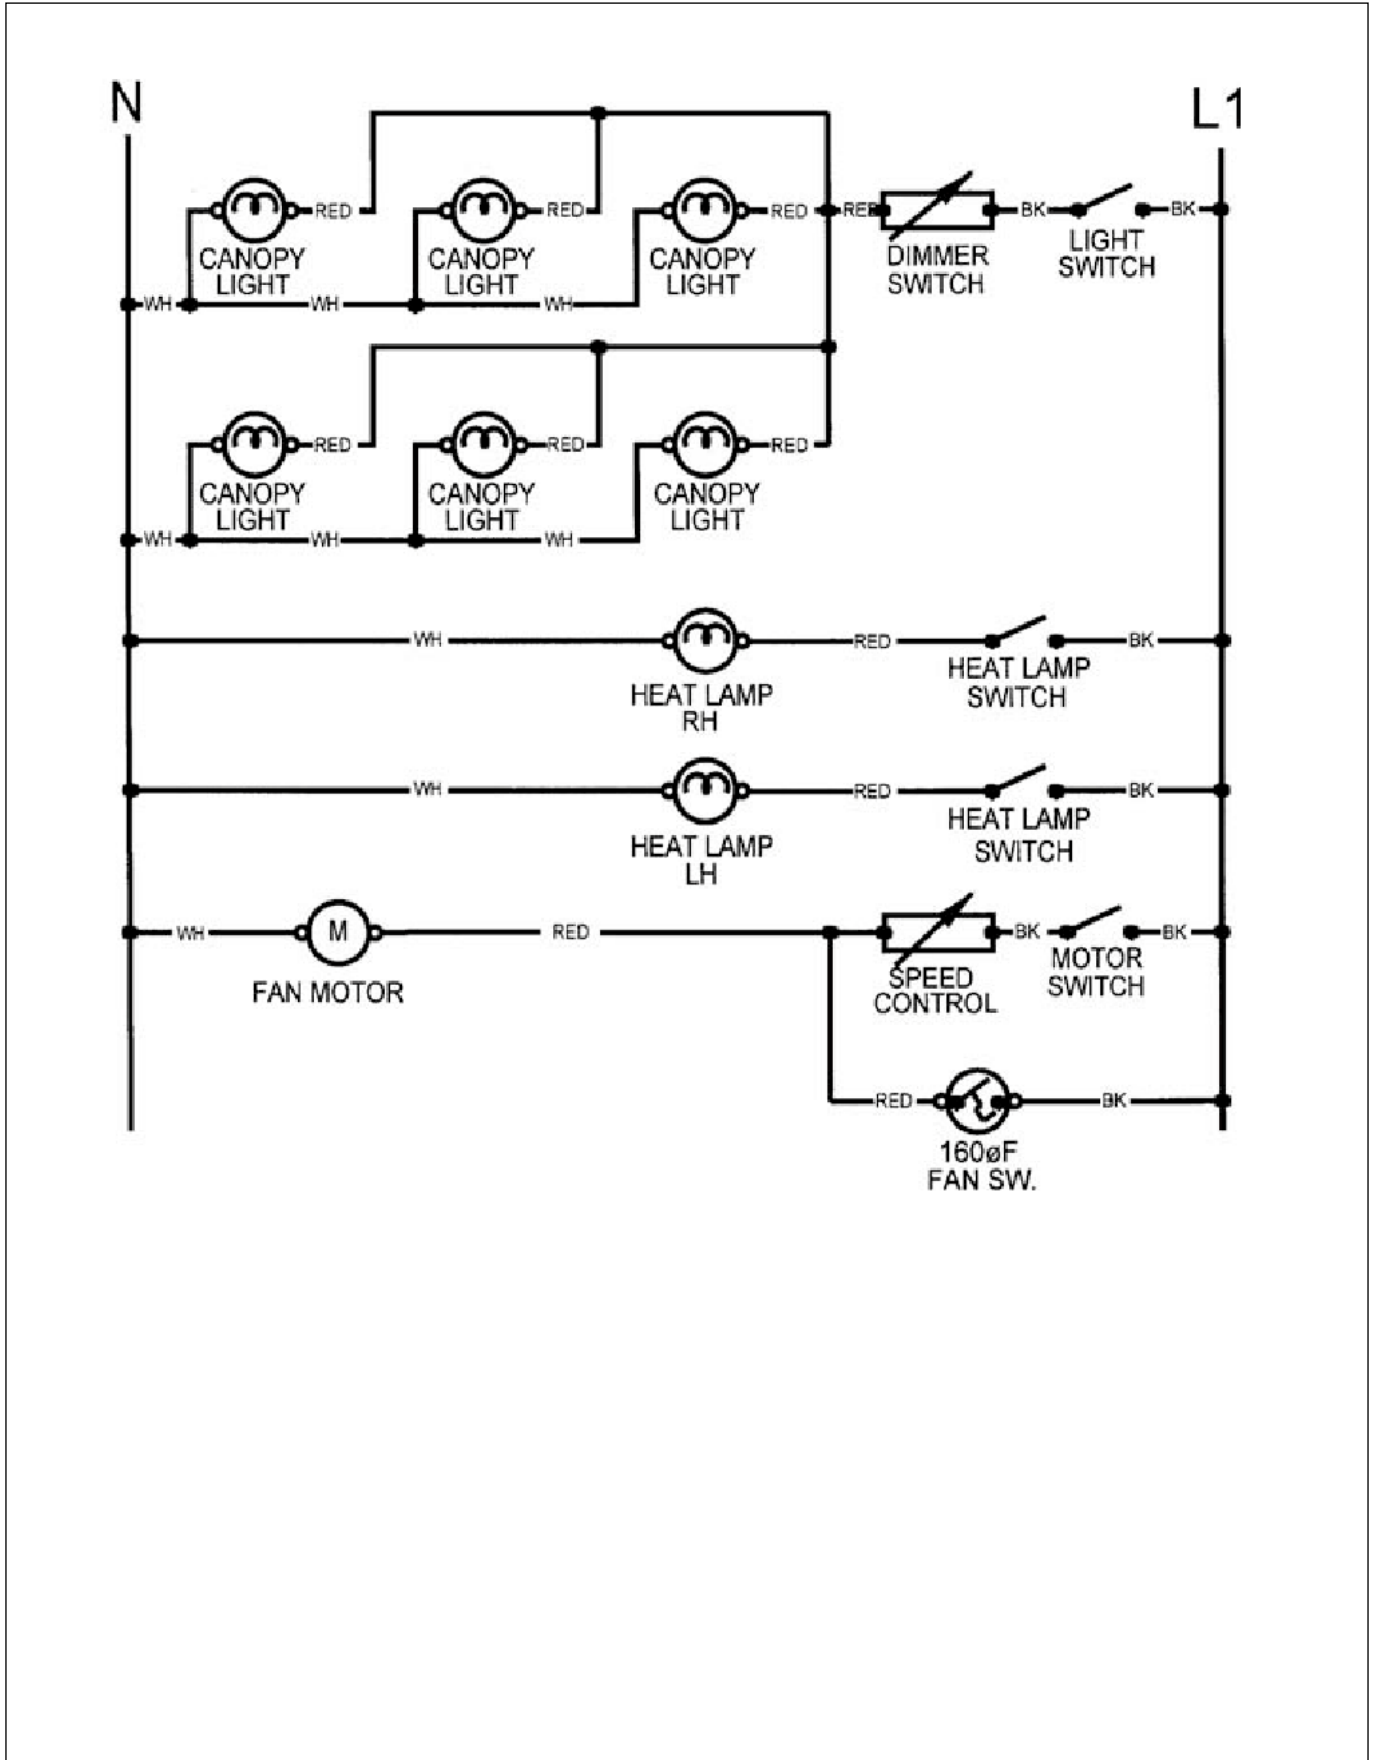 N
L1
RED
RED
RED
RED
BK
BK
CANOPY
LIGHT
CANOPY
LIGHT
CANOPY
LIGHT
DIMMER
SWITCH
LIGHT
SWITCH
WH
WH
WH
RED
RED
RED
CANOPY
LIGHT
CANOPY
LIGHT
CANOPY
LIGHT
WH
WH
WH
WH
RED
BK
HEAT LAMP
RH
HEAT LAMP
SWITCH
WH
RED
BK
HEAT LAMP
LH
HEAT LAMP
SWITCH
WH
M
RED
BK
BK
FAN MOTOR
SPEED
CONTROL
MOTOR
SWITCH
RED
BK
160øF
FAN SW.